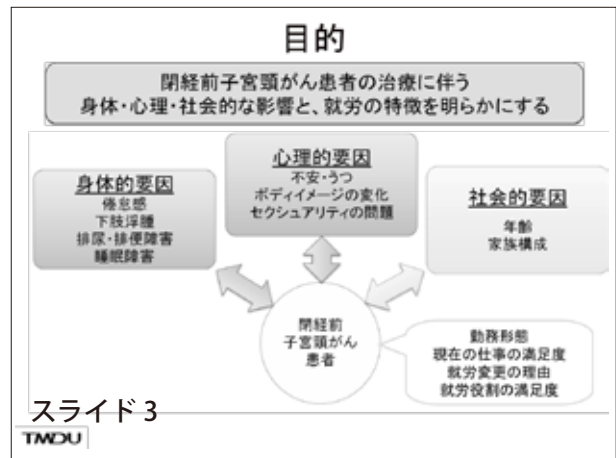 目的
閉経前子宮頸がん患者の治療に伴う
身体・心理・社会的な影響と、就労の特徴を明らかにする
身体的要因
倦怠感
下肢浮腫
排尿・排便障害
睡眠障害
心理的要因
不安・うつ
ボディイメージの変化
セクシュアリティの問題
社会的要因
年齢
家族構成
閉経前
子宮頸がん
患者
勤務形態
現在の仕事の満足度
就労変更の理由
就労役割の満足度
スライド 3
TMDU